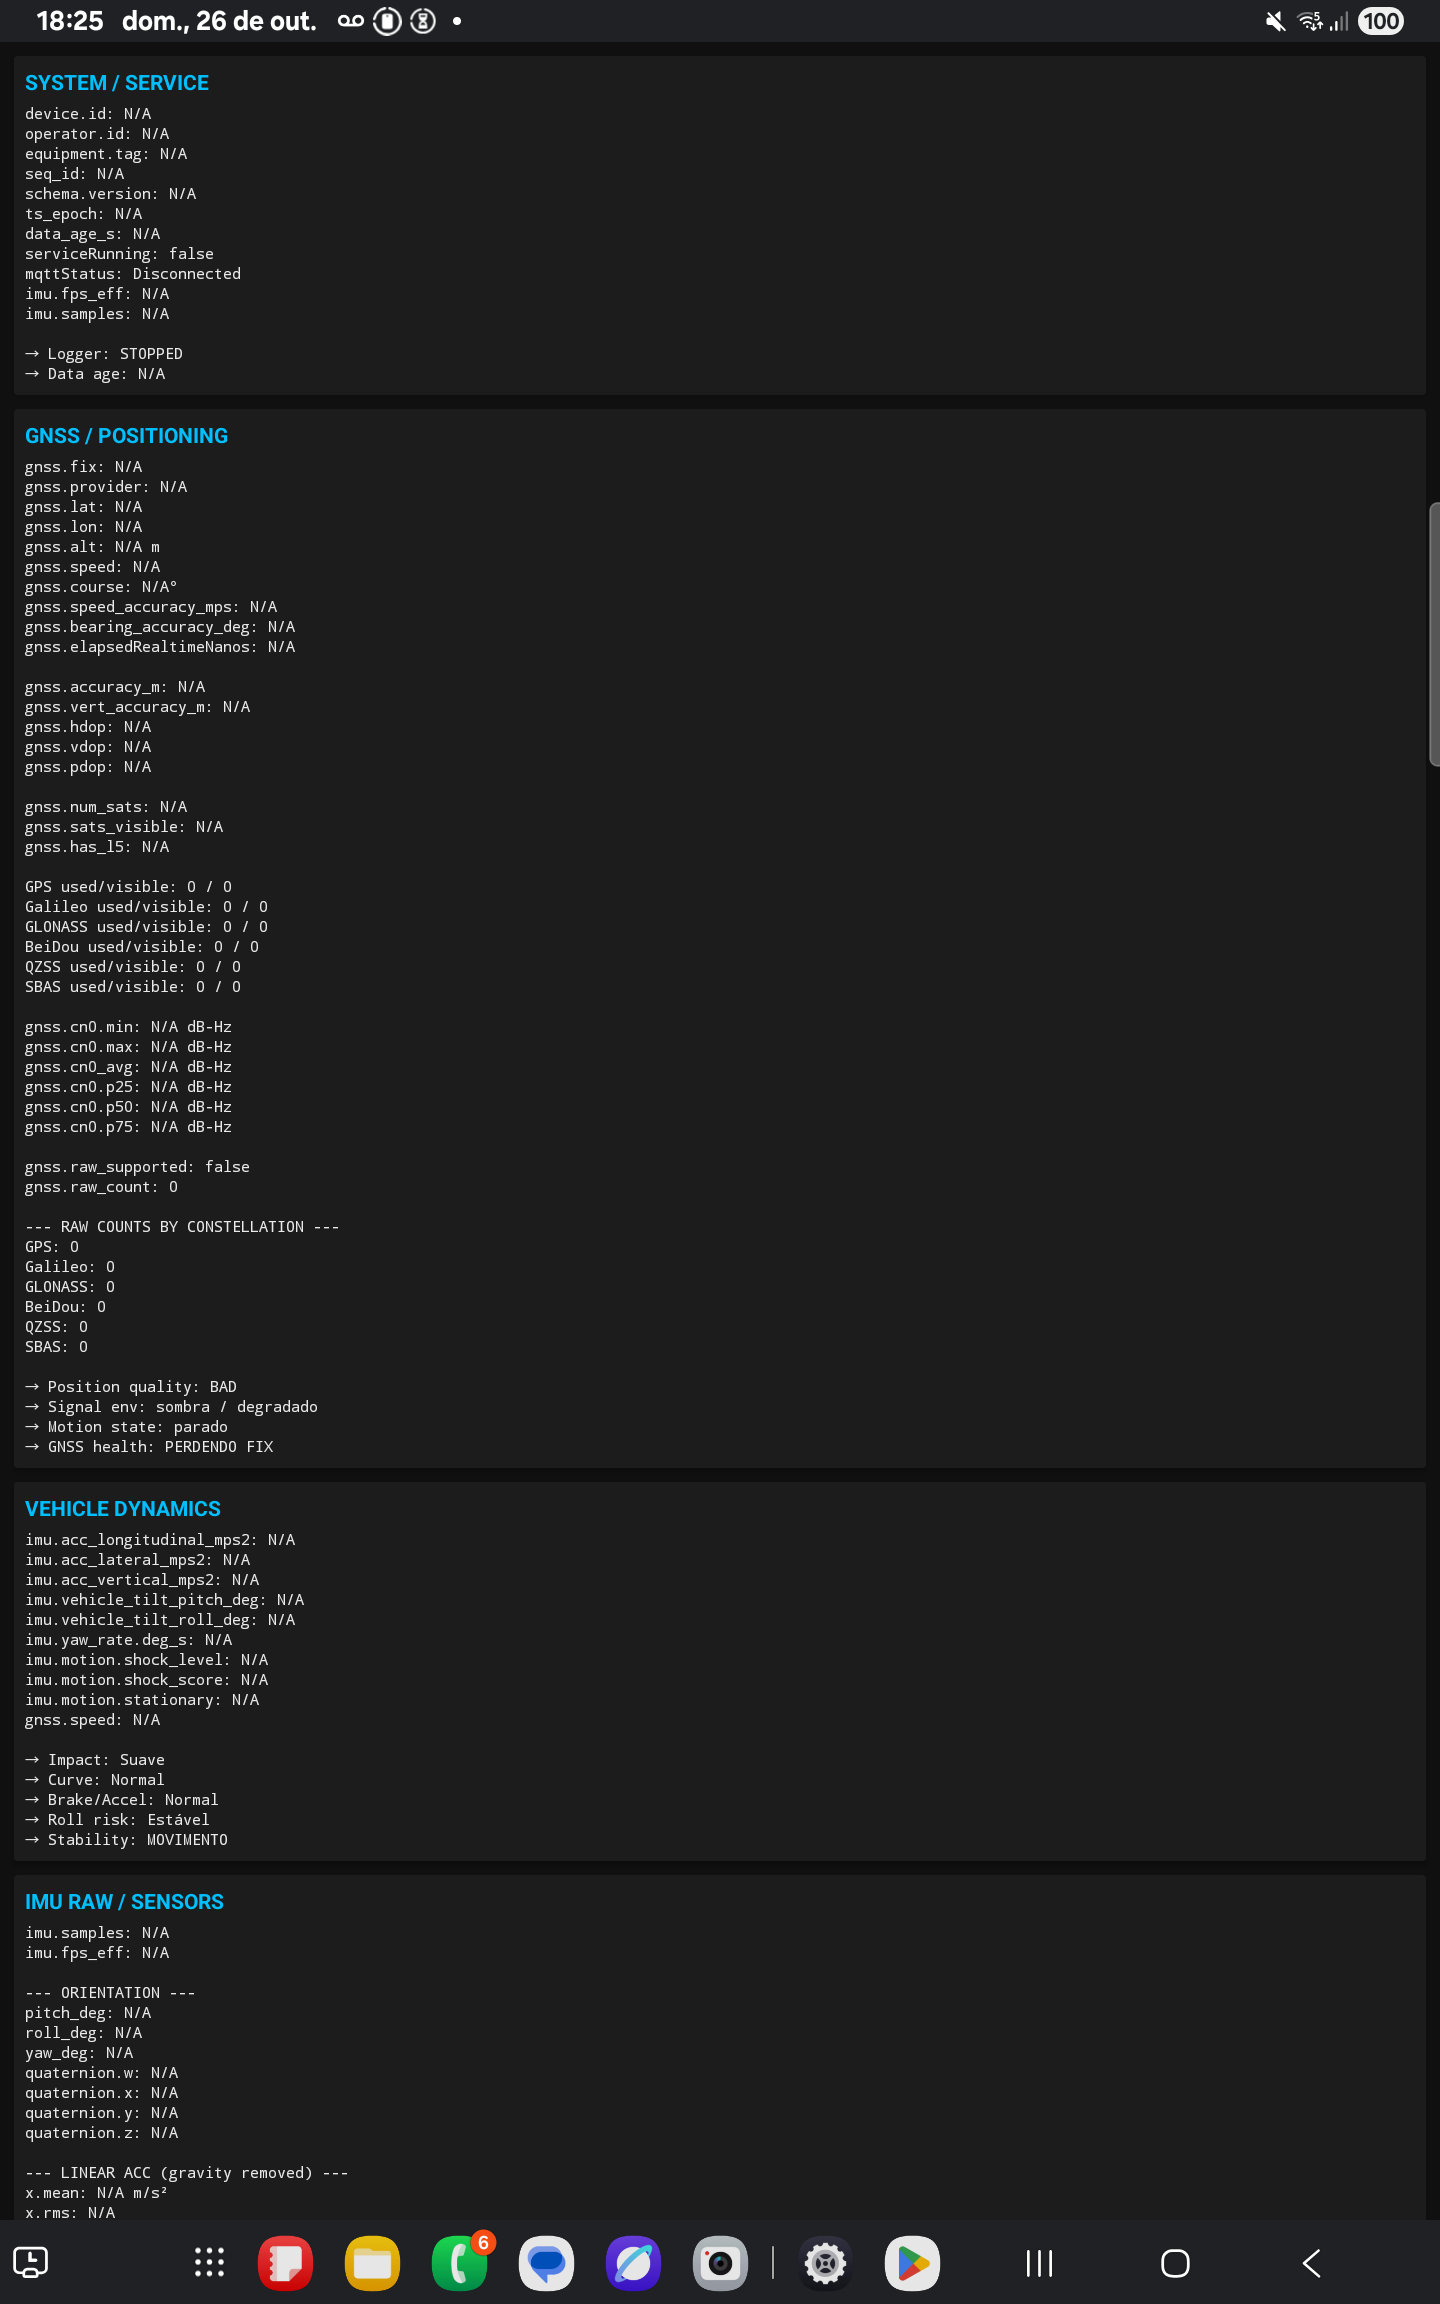 18:25 dom., 26 de out.
5
100
SYSTEM / SERVICE
device.id: N/A
operator.id: N/A
equipment.tag: N/A
seq_id: N/A
schema.version: N/A
ts_epoch: N/A
data_age_s: N/A
serviceRunning: false
mqttStatus: Disconnected
imu.fps_eff: N/A
imu.samples: N/A
→ Logger: STOPPED
→ Data age: N/A
GNSS / POSITIONING
gnss.fix: N/A
gnss.provider: N/A
gnss.lat: N/A
gnss.lon: N/A
gnss.alt: N/A m
gnss.speed: N/A
gnss.course: N/A°
gnss.speed_accuracy_mps: N/A
gnss.bearing_accuracy_deg: N/A
gnss.elapsedRealtimeNanos: N/A
gnss.accuracy_m: N/A
gnss.vert_accuracy_m: N/A
gnss.hdop: N/A
gnss.vdop: N/A
gnss.pdop: N/A
gnss.num_sats: N/A
gnss.sats_visible: N/A
gnss.has_l5: N/A
GPS used/visible: 0 / 0
Galileo used/visible: 0 / 0
GLONASS used/visible: 0 / 0
BeiDou used/visible: 0 / 0
QZSS used/visible: 0 / 0
SBAS used/visible: 0 / 0
gnss.cn0.min: N/A dB-Hz
gnss.cn0.max: N/A dB-Hz
gnss.cn0_avg: N/A dB-Hz
gnss.cn0.p25: N/A dB-Hz
gnss.cn0.p50: N/A dB-Hz
gnss.cn0.p75: N/A dB-Hz
gnss.raw_supported: false
gnss.raw_count: 0
--- RAW COUNTS BY CONSTELLATION ---
GPS: 0
Galileo: 0
GLONASS: 0
BeiDou: 0
QZSS: 0
SBAS: 0
→ Position quality: BAD
→ Signal env: sombra / degradado
→ Motion state: parado
→ GNSS health: PERDENDO FIX
VEHICLE DYNAMICS
imu.acc_longitudinal_mps2: N/A
imu.acc_lateral_mps2: N/A
imu.acc_vertical_mps2: N/A
imu.vehicle_tilt_pitch_deg: N/A
imu.vehicle_tilt_roll_deg: N/A
imu.yaw_rate.deg_s: N/A
imu.motion.shock_level: N/A
imu.motion.shock_score: N/A
imu.motion.stationary: N/A
gnss.speed: N/A
→ Impact: Suave
→ Curve: Normal
→ Brake/Accel: Normal
→ Roll risk: Estável
→ Stability: MOVIMENTO
IMU RAW / SENSORS
imu.samples: N/A
imu.fps_eff: N/A
--- ORIENTATION ---
pitch_deg: N/A
roll_deg: N/A
yaw_deg: N/A
quaternion.w: N/A
quaternion.x: N/A
quaternion.y: N/A
quaternion.z: N/A
--- LINEAR ACC (gravity removed) ---
x.mean: N/A m/s²
x.rms: N/A
6